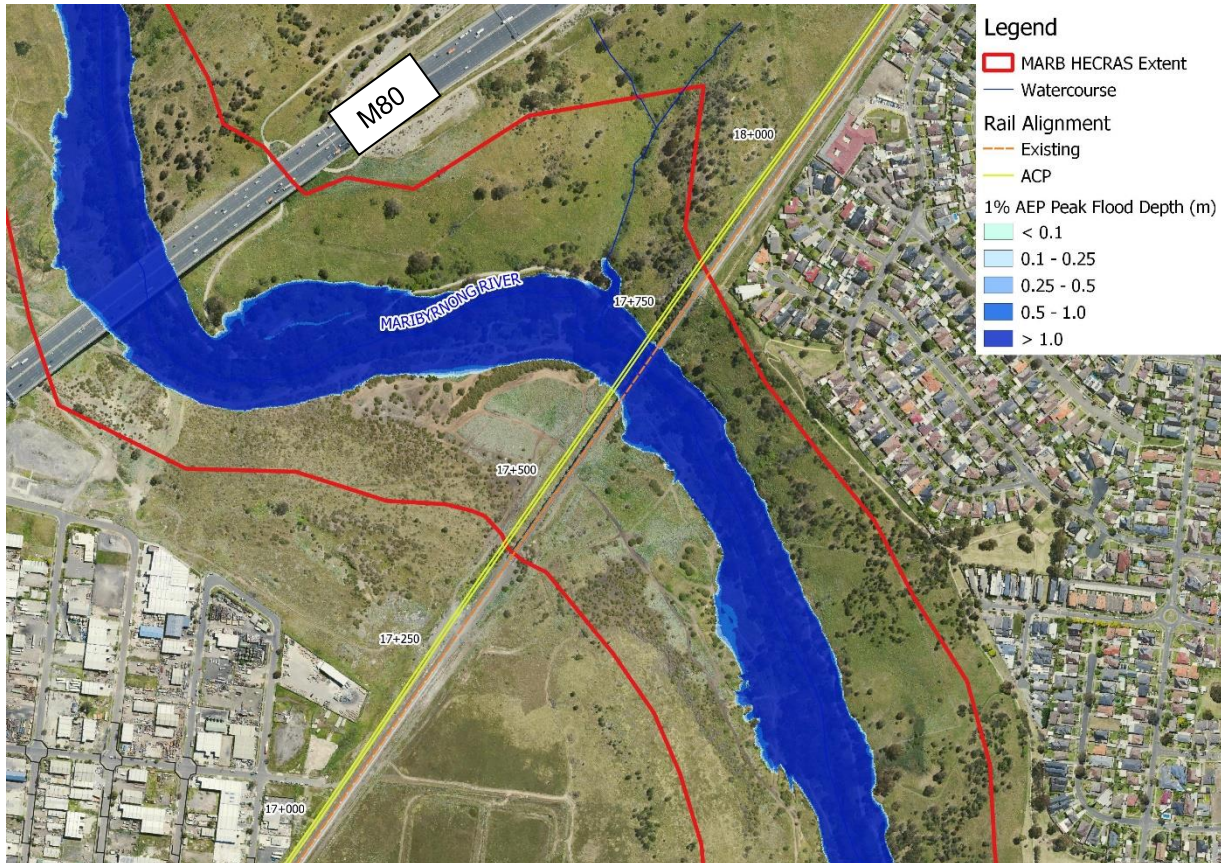 M80
MARIBYRNONG RIVER
18+000
17+750
17+500
17+250
17+000
Legend
MARB HECRAS Extent
Watercourse
Rail Alignment
Existing
ACP
1% AEP Peak Flood Depth (m)
< 0.1
0.1 - 0.25
0.25 - 0.5
0.5 - 1.0
> 1.0